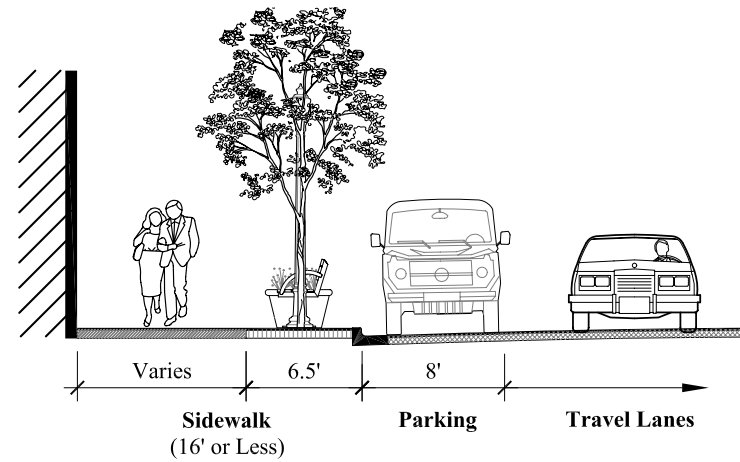 Varies 6.5' 8'
Sidewalk Parking Travel Lanes
(16' or Less)